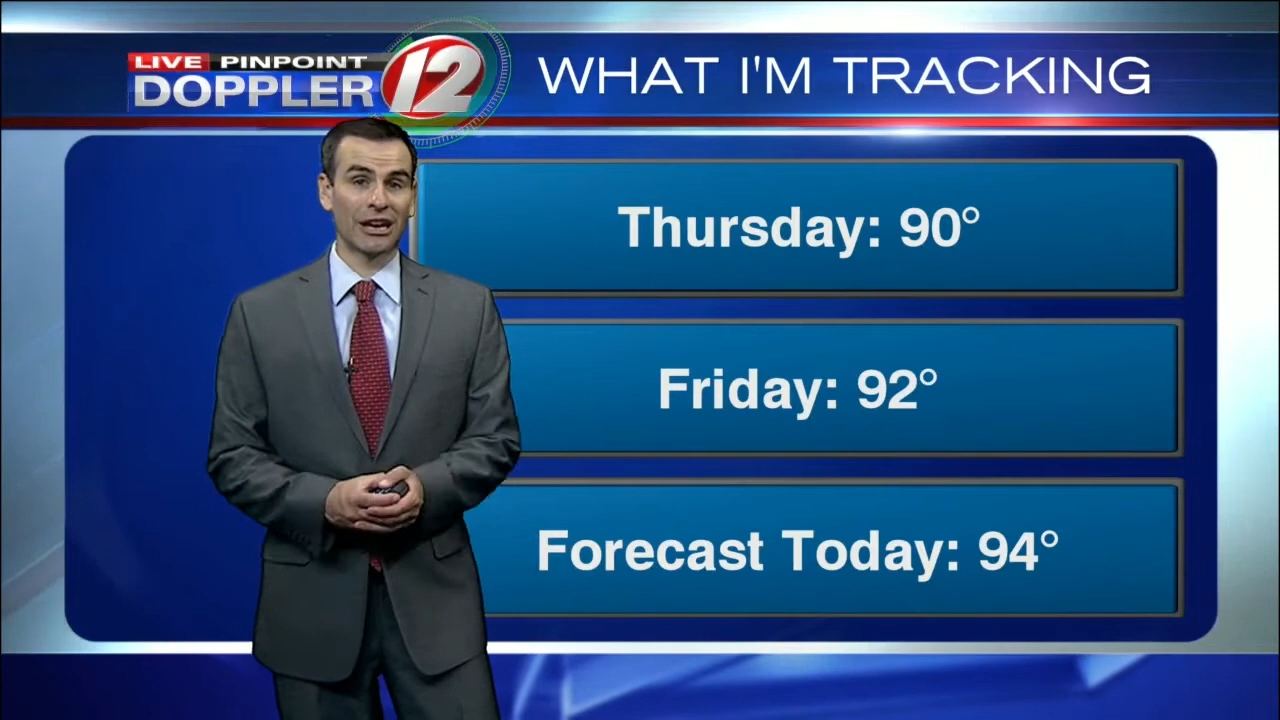 LIVE PINPOINT
DOPPLER 12
WHAT I'M TRACKING
Thursday: 90°
Friday: 92°
Forecast Today: 94°